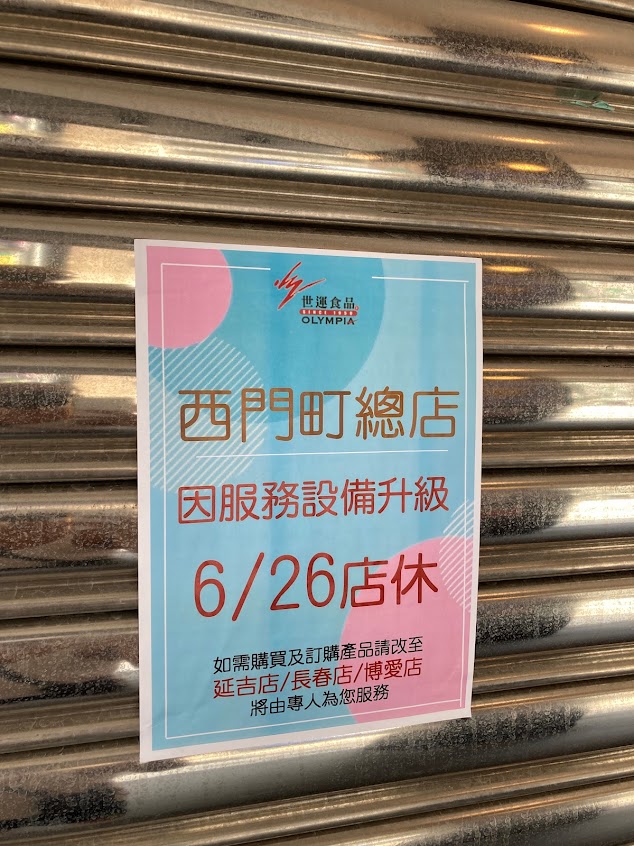 世運食品
SINCE 1959
OLYMPIA
西門町總店
因服務設備升級
6/26店休
如需購買及訂購產品請改至
延吉店/長春店/博愛店
將由專人為您服務